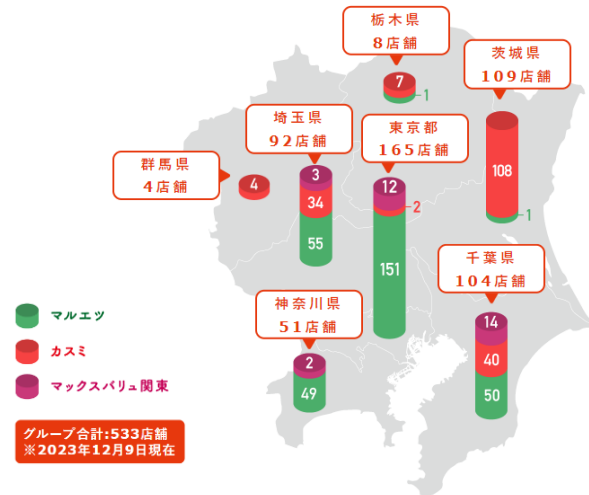 栃木県
8店舗
7
1
茨城県
109店舗
108
1
埼玉県
92店舗
3
34
55
東京都
165店舗
12
2
151
群馬県
4店舗
4
千葉県
104店舗
14
40
50
神奈川県
51店舗
2
49
マルエツ
カスミ
マックスバリュ関東
グループ合計:533店舗
※2023年12月9日現在